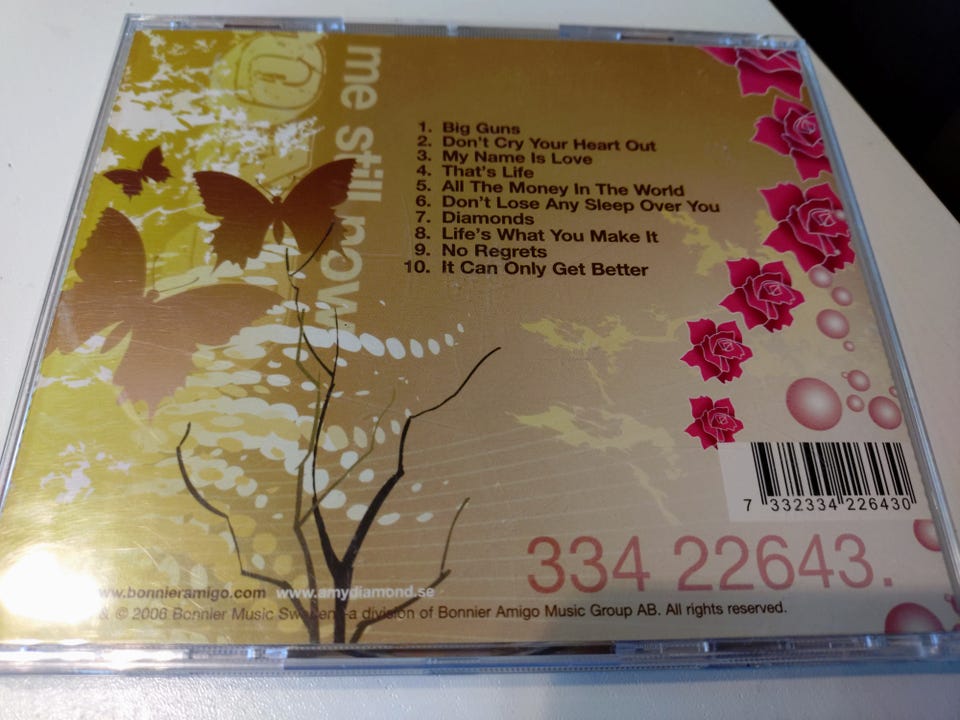 me still now
1. Big Guns
2. Don't Cry Your Heart Out
3. My Name Is Love
4. That's Life
5. All The Money In The World
6. Don't Lose Any Sleep Over You
7. Diamonds
8. Life's What You Make It
9. No Regrets
10. It Can Only Get Better
7 332334 226430
334 22643.
www.bonnieramigo.com www.amydiamond.se
& © 2006 Bonnier Music Sweden - a division of Bonnier Amigo Music Group AB. All rights reserved.